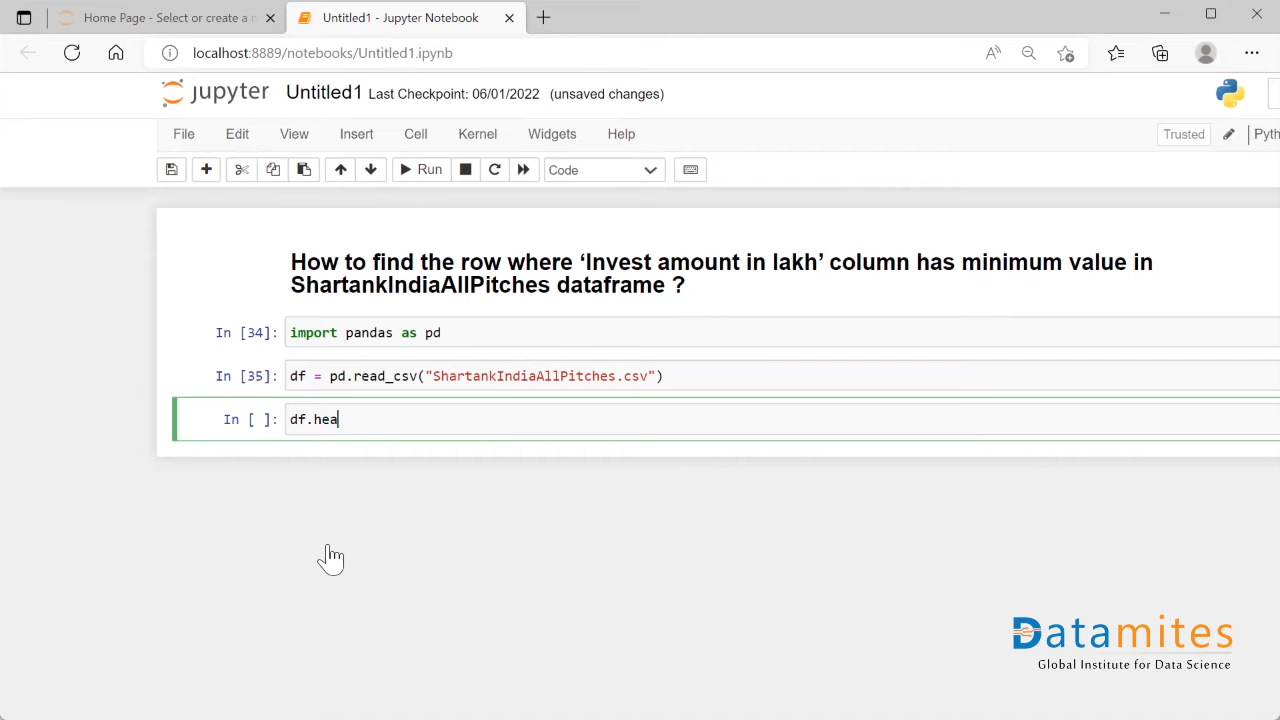 Home Page - Select or create a n
Untitled1 - Jupyter Notebook
localhost:8889/notebooks/Untitled1.ipynb
jupyter Untitled1 Last Checkpoint: 06/01/2022 (unsaved changes)
File Edit View Insert Cell Kernel Widgets Help Trusted Pyth
Run Code
How to find the row where ‘Invest amount in lakh’ column has minimum value in
ShartankIndiaAllPitches dataframe ?
In [34]: import pandas as pd
In [35]: df = pd.read_csv("ShartankIndiaAllPitches.csv")
In [ ]: df.hea
Datamites
Global Institute for Data Science